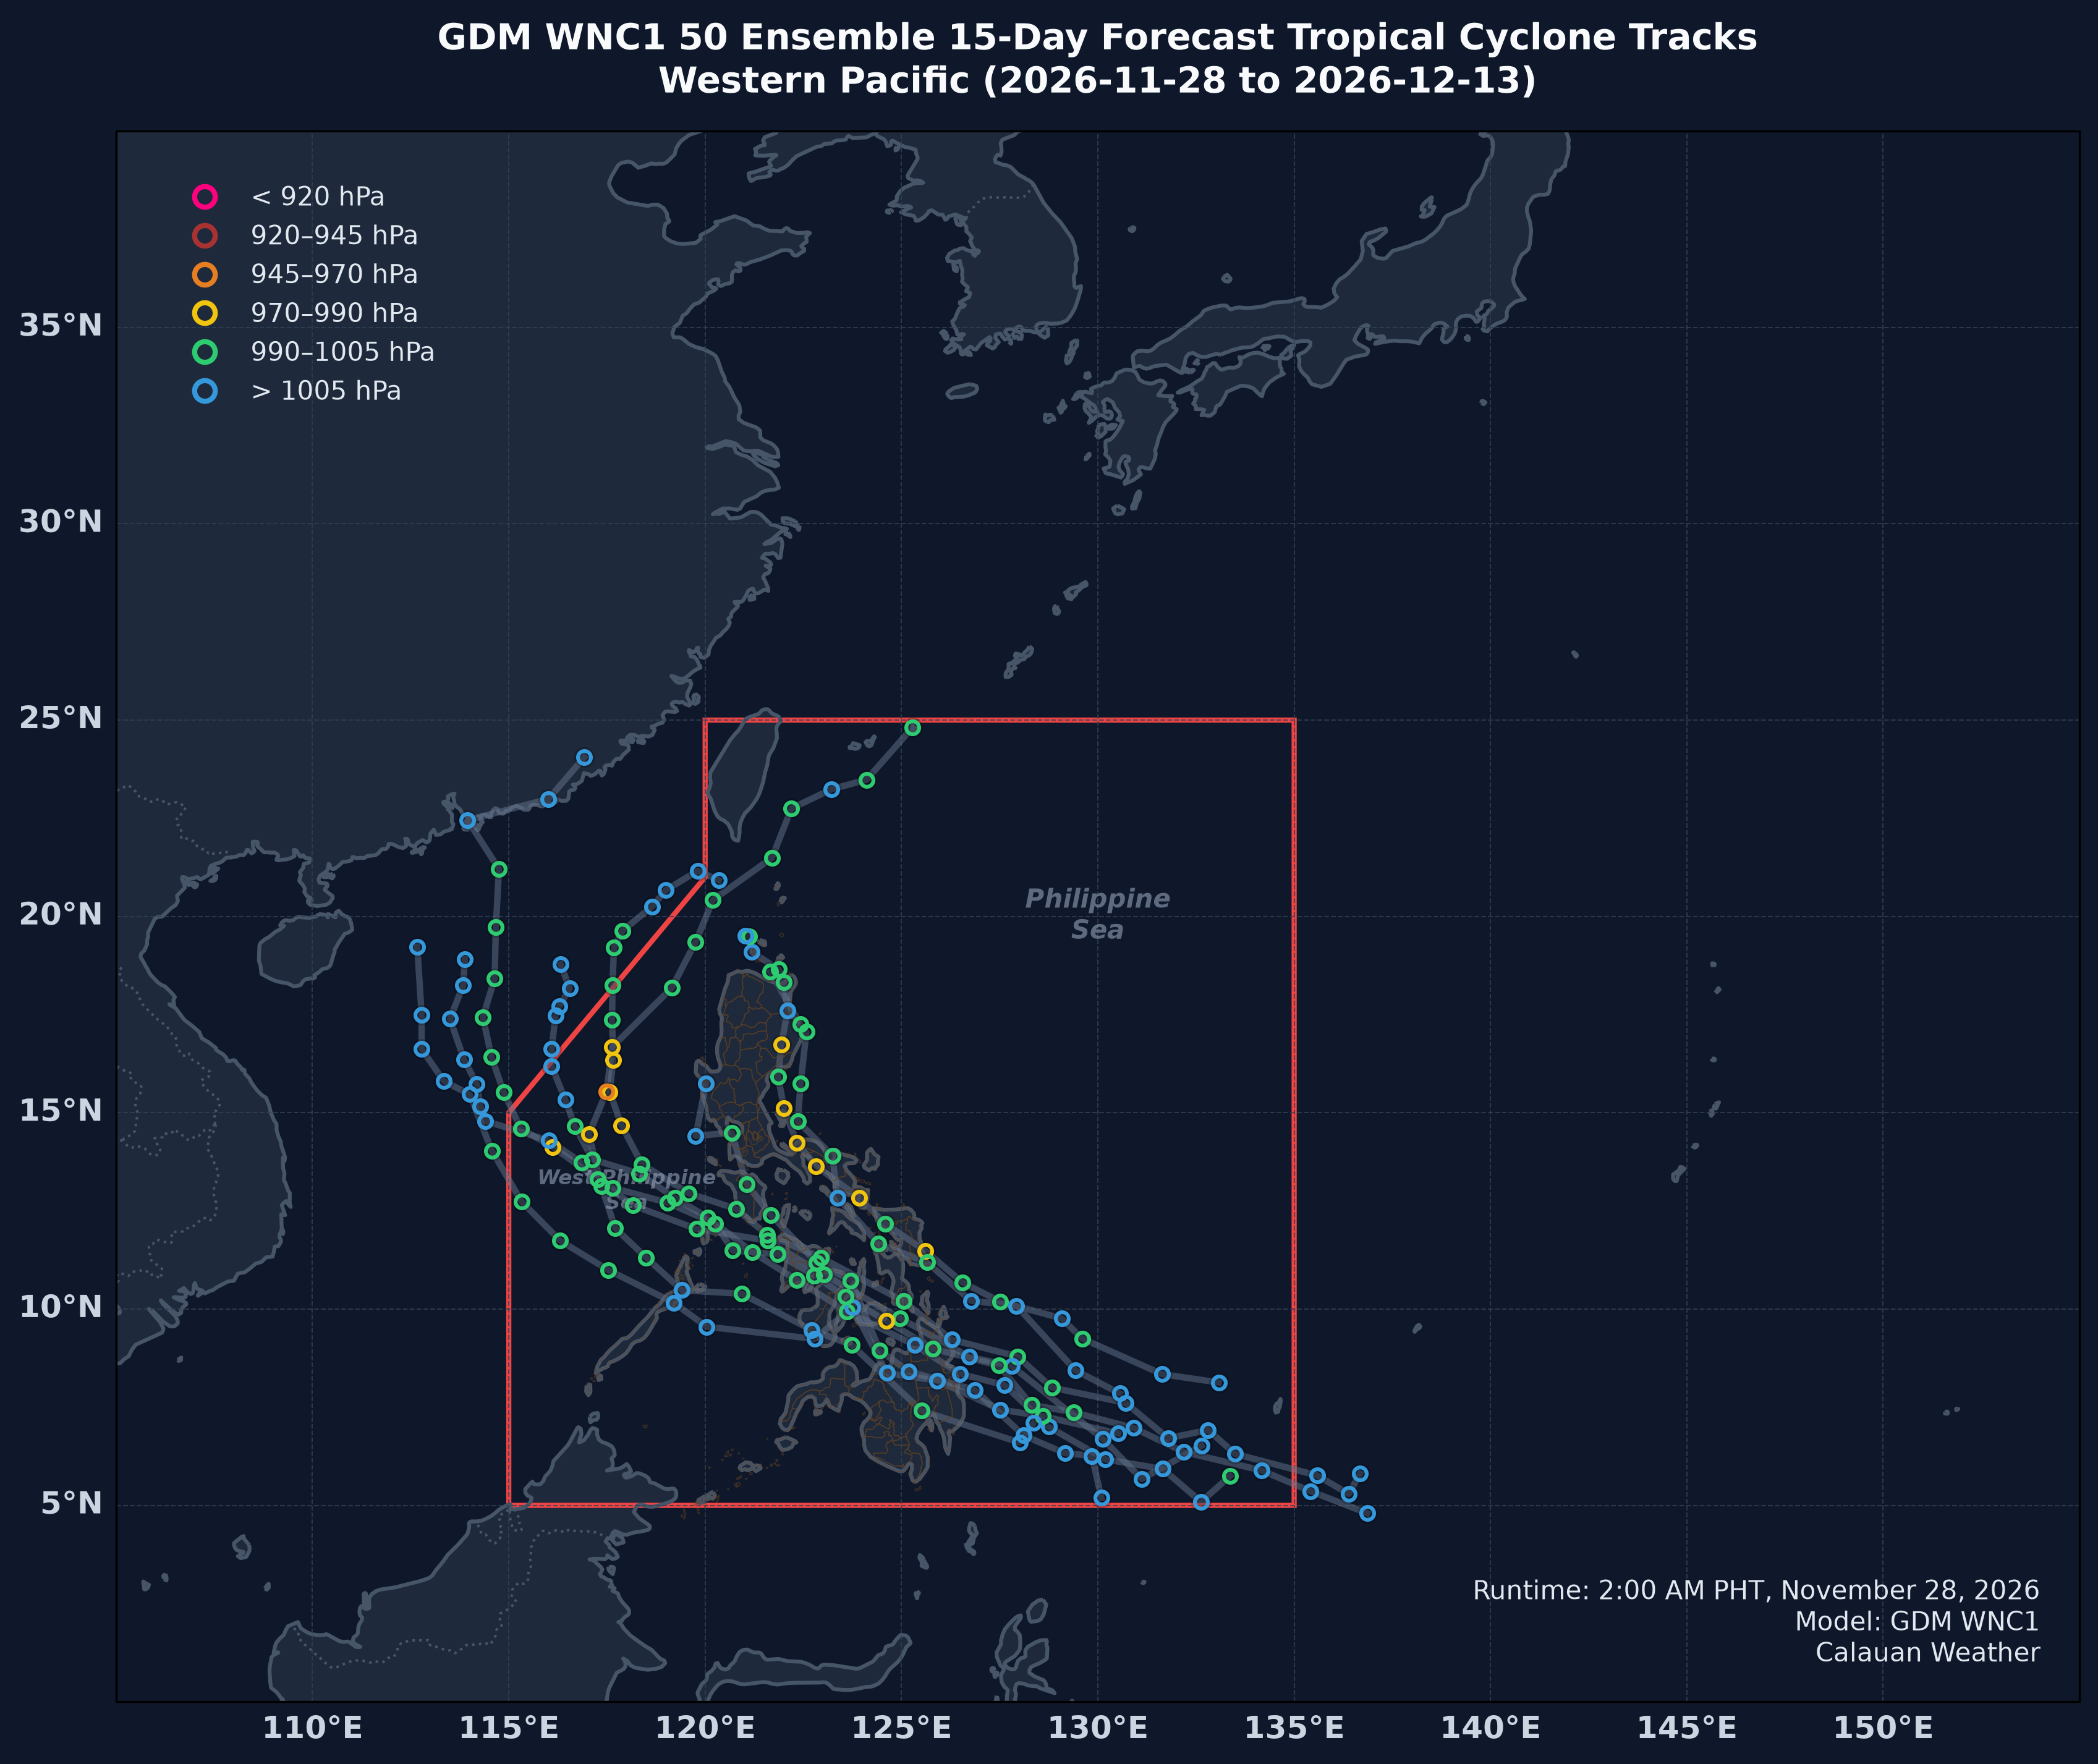 GDM WNC1 50 Ensemble 15-Day Forecast Tropical Cyclone Tracks
Western Pacific (2026-11-28 to 2026-12-13)
< 920 hPa
920–945 hPa
945–970 hPa
970–990 hPa
990–1005 hPa
> 1005 hPa
35°N
30°N
25°N
20°N
15°N
10°N
5°N
Philippine
Sea
West Philippine
Sea
Runtime: 2:00 AM PHT, November 28, 2026
Model: GDM WNC1
Calauan Weather
110°E
115°E
120°E
125°E
130°E
135°E
140°E
145°E
150°E